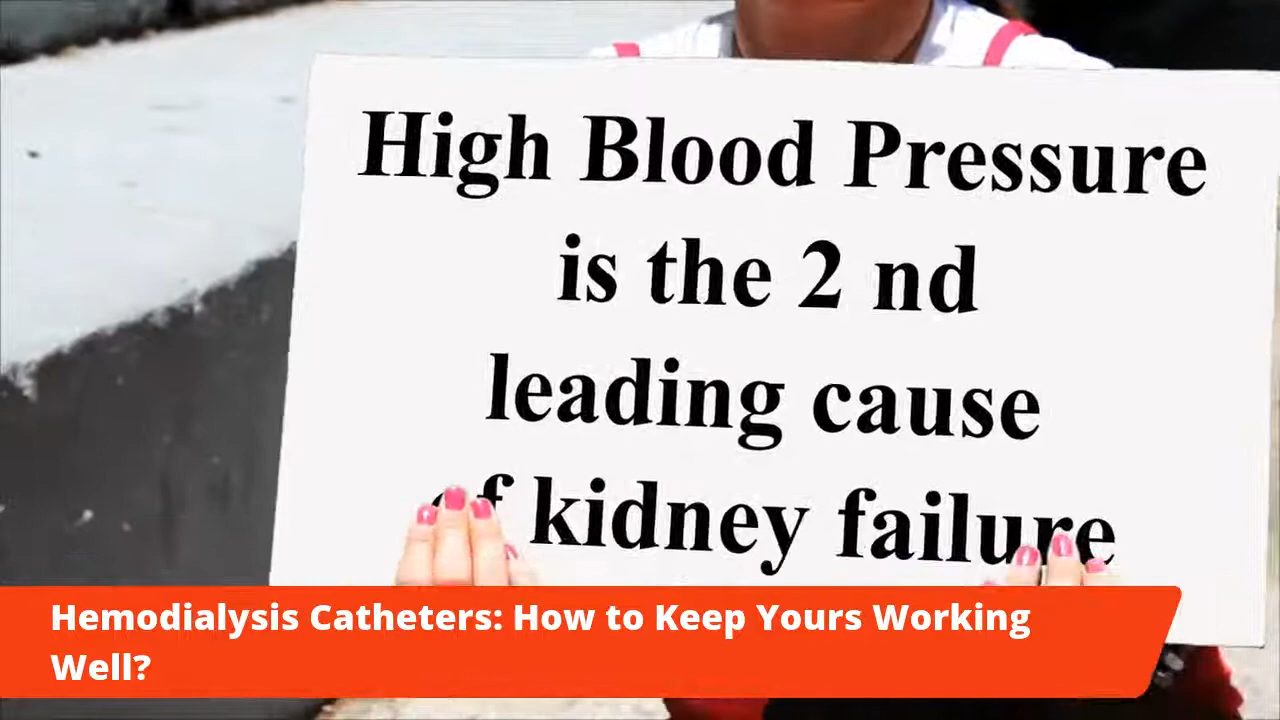 High Blood Pressure
is the 2 nd
leading cause
of kidney failure
Hemodialysis Catheters: How to Keep Yours Working
Well?